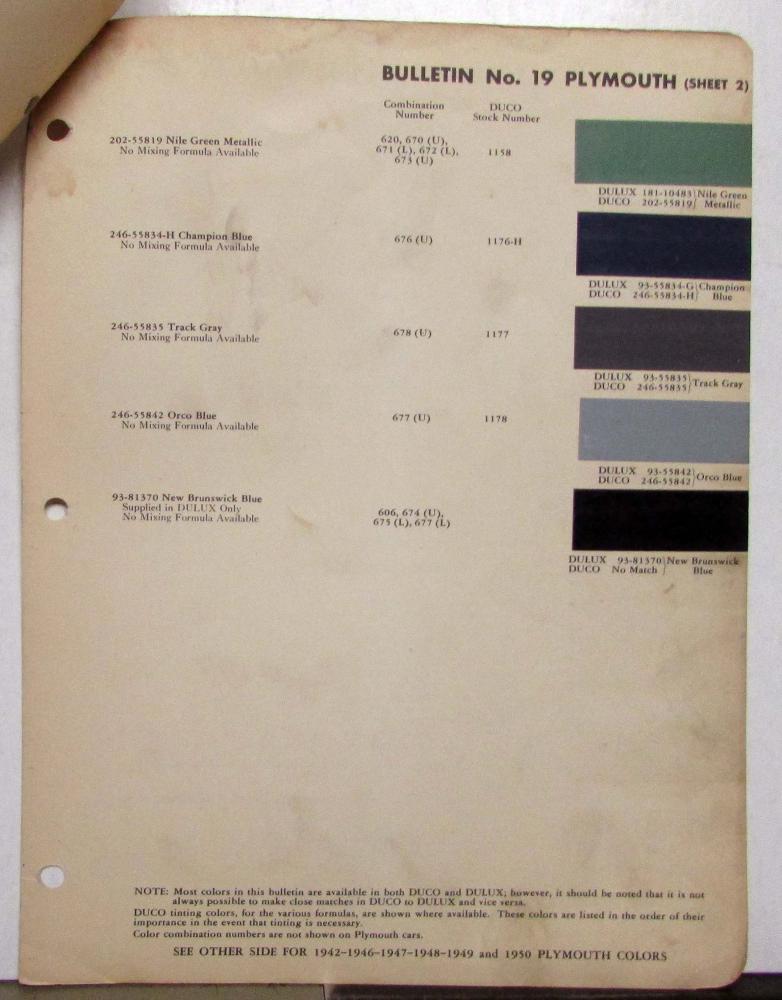 BULLETIN No. 19 PLYMOUTH (SHEET 2)
Combination Number
DUCO Stock Number
202-55819 Nile Green Metallic
No Mixing Formula Available
620, 670 (U),
671 (L), 672 (L),
673 (U)
1158
DULUX 181-10483 } Nile Green
DUCO 202-55819 } Metallic
246-55834-H Champion Blue
No Mixing Formula Available
676 (U)
1176-H
DULUX 93-55834-G } Champion
DUCO 246-55834-H } Blue
246-55835 Track Gray
No Mixing Formula Available
678 (U)
1177
DULUX 93-55835 } Track Gray
DUCO 246-55835 }
246-55842 Orco Blue
No Mixing Formula Available
677 (U)
1178
DULUX 93-55842 } Orco Blue
DUCO 246-55842 }
93-81370 New Brunswick Blue
Supplied in DULUX Only
No Mixing Formula Available
606, 674 (U),
675 (L), 677 (L)
DULUX 93-81370 } New Brunswick
DUCO No Match } Blue
NOTE: Most colors in this bulletin are available in both DUCO and DULUX; however, it should be noted that it is not
always possible to make close matches in DUCO to DULUX and vice versa.
DUCO tinting colors, for the various formulas, are shown where available. These colors are listed in the order of their
importance in the event that tinting is necessary.
Color combination numbers are not shown on Plymouth cars.
SEE OTHER SIDE FOR 1942-1946-1947-1948-1949 and 1950 PLYMOUTH COLORS